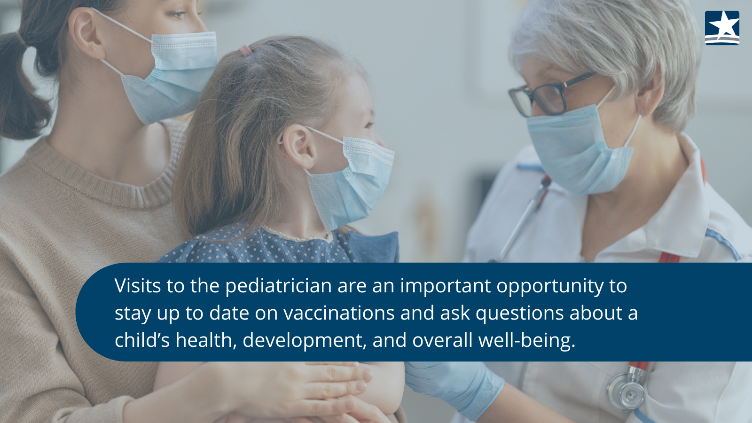 Visits to the pediatrician are an important opportunity to
stay up to date on vaccinations and ask questions about a
child’s health, development, and overall well-being.